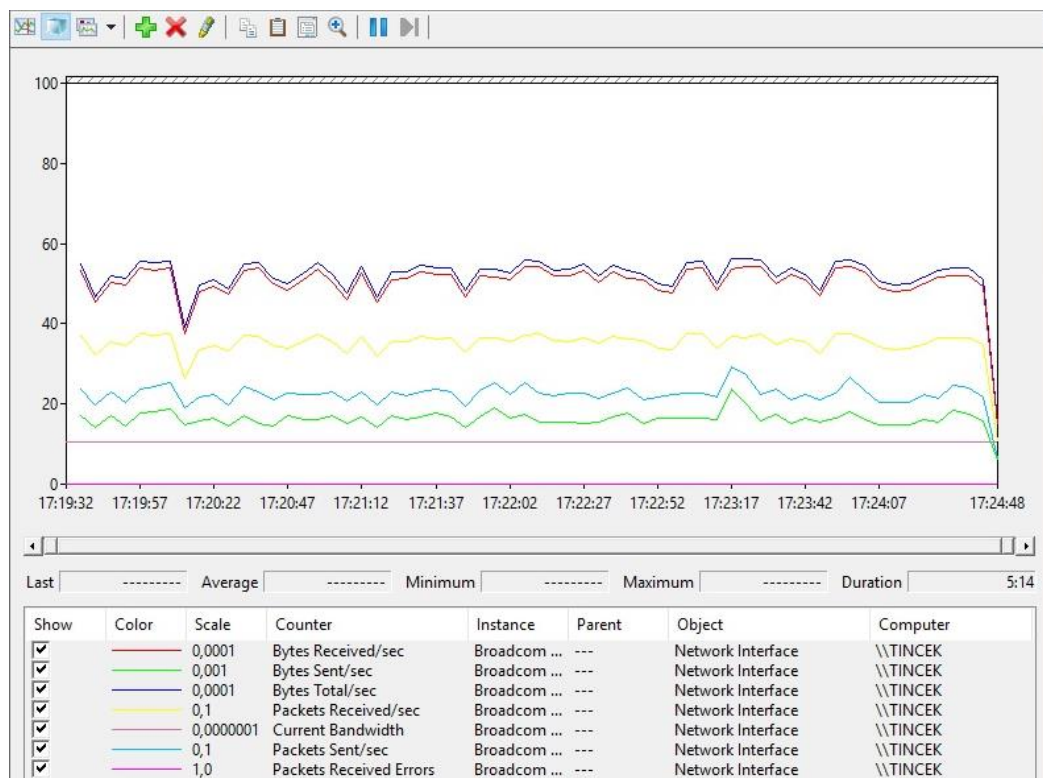 100
80
60
40
20
0
17:19:32 17:19:57 17:20:22 17:20:47 17:21:12 17:21:37 17:22:02 17:22:27 17:22:52 17:23:17 17:23:42 17:24:07 17:24:48
Last --------- Average --------- Minimum --------- Maximum --------- Duration 5:14
Show Color Scale Counter Instance Parent Object Computer
0,0001 Bytes Received/sec Broadcom ... --- Network Interface \\TINCEK
0,001 Bytes Sent/sec Broadcom ... --- Network Interface \\TINCEK
0,0001 Bytes Total/sec Broadcom ... --- Network Interface \\TINCEK
0,1 Packets Received/sec Broadcom ... --- Network Interface \\TINCEK
0,0000001 Current Bandwidth Broadcom ... --- Network Interface \\TINCEK
0,1 Packets Sent/sec Broadcom ... --- Network Interface \\TINCEK
1,0 Packets Received Errors Broadcom ... --- Network Interface \\TINCEK